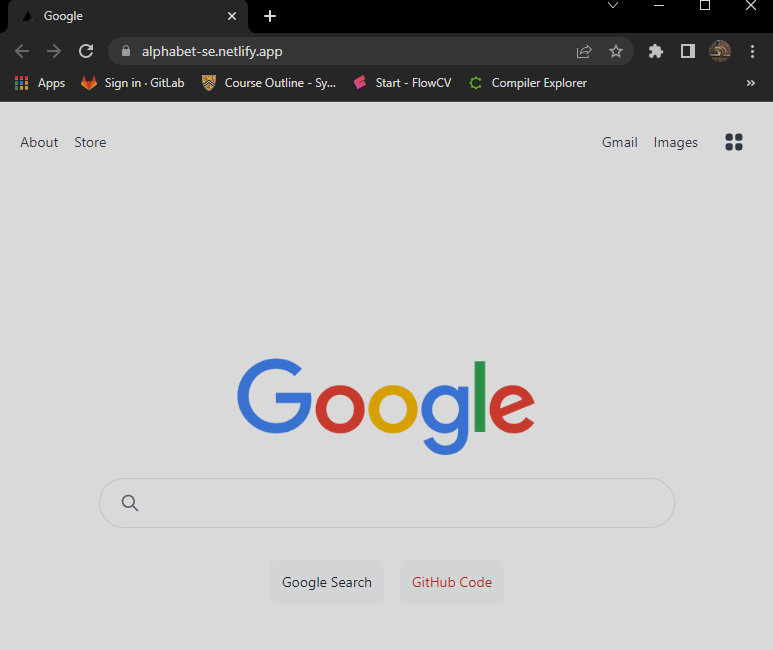 Google
alphabet-se.netlify.app
Apps Sign in · GitLab Course Outline - Sy... Start - FlowCV Compiler Explorer »
About Store Gmail Images
Google
Google Search GitHub Code